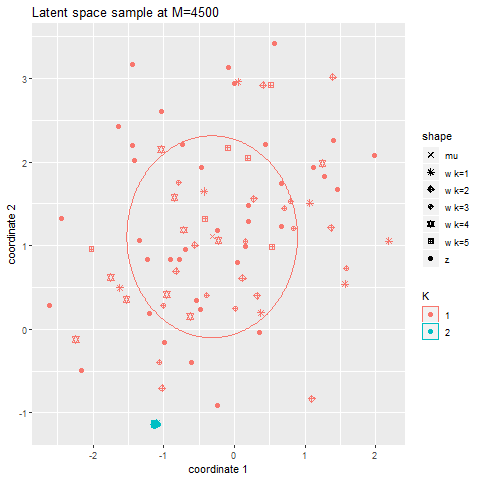 Latent space sample at M=4500
coordinate 2
3
2
1
0
-1
-2
-1
0
1
2
coordinate 1
shape
mu
w k=1
w k=2
w k=3
w k=4
w k=5
z
K
1
2